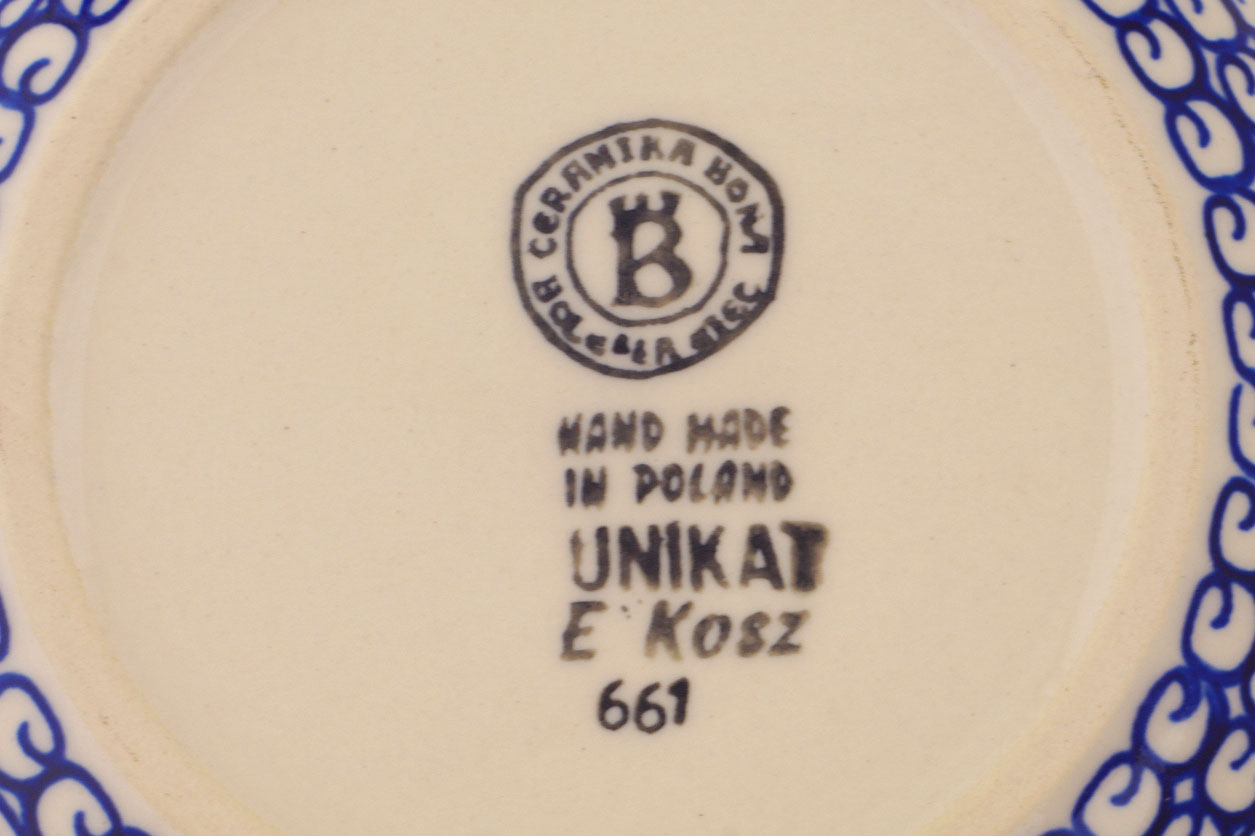 CERAMIKA BONA
BOLESŁAWIEC
B
HAND MADE
IN POLAND
UNIKAT
E Kosz
661